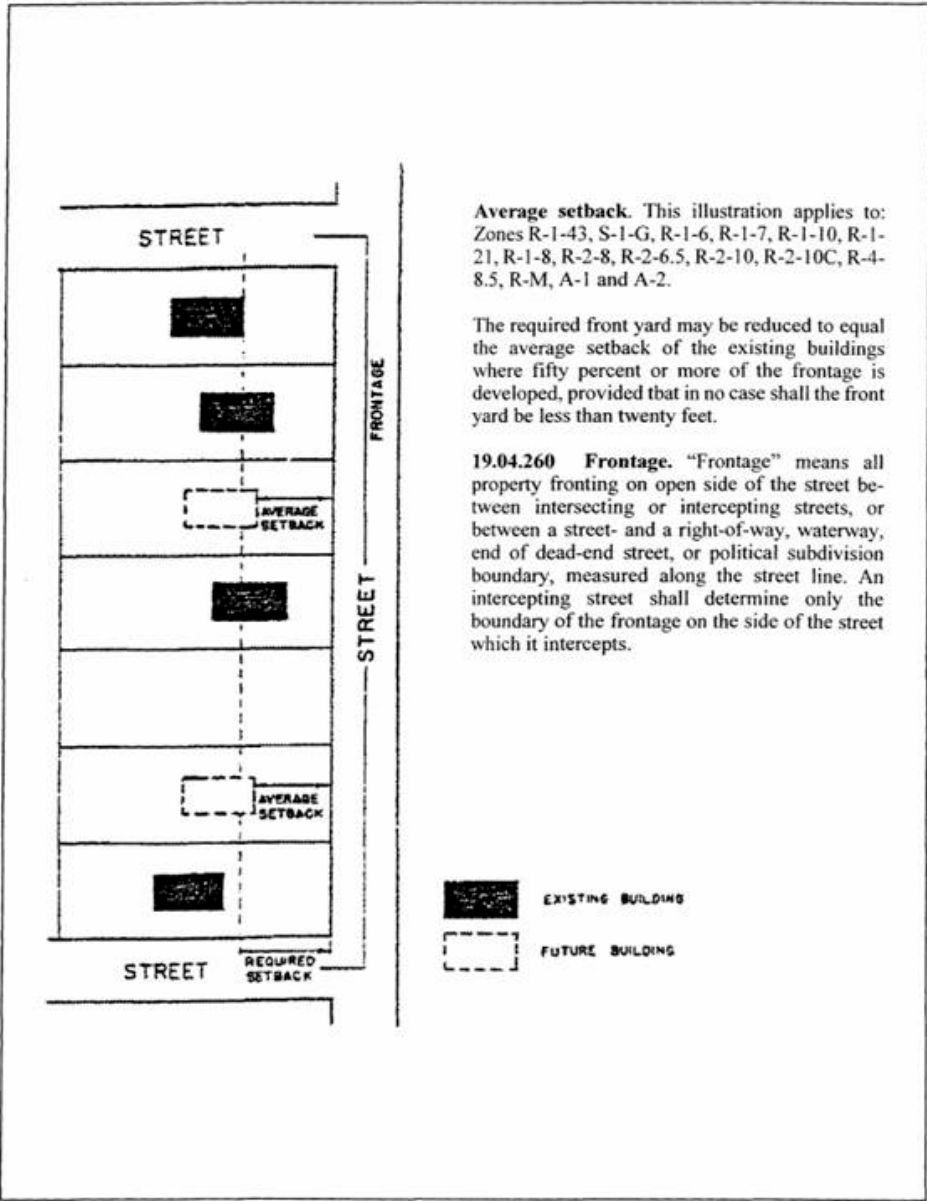 STREET
Average setback. This illustration applies to:
Zones R-1-43, S-1-G, R-1-6, R-1-7, R-1-10, R-1-
21, R-1-8, R-2-8, R-2-6.5, R-2-10, R-2-10C, R-4-
8.5, R-M, A-1 and A-2.
The required front yard may be reduced to equal
the average setback of the existing buildings
where fifty percent or more of the frontage is
developed, provided tbat in no case shall the front
yard be less than twenty feet.
19.04.260 Frontage. “Frontage” means all
property fronting on open side of the street be-
tween intersecting or intercepting streets, or
between a street- and a right-of-way, waterway,
end of dead-end street, or political subdivision
boundary, measured along the street line. An
intercepting street shall determine only the
boundary of the frontage on the side of the street
which it intercepts.
FRONTAGE
AVERAGE
SETBACK
STREET
AVERAGE
SETBACK
EXISTING BUILDING
FUTURE BUILDING
STREET
REQUIRED
SETBACK